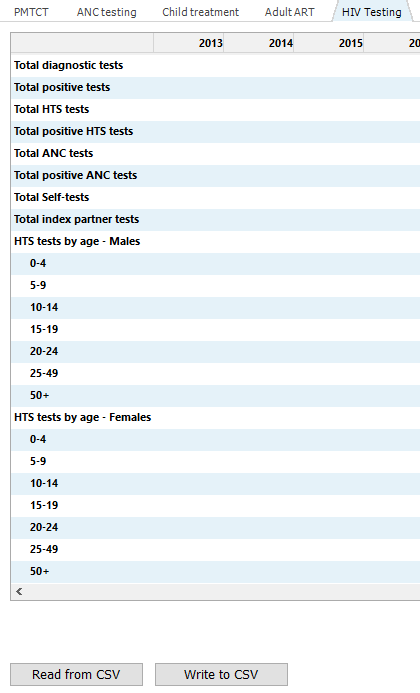 PMTCT ANC testing Child treatment Adult ART HIV Testing
2013 2014 2015 20
Total diagnostic tests
Total positive tests
Total HTS tests
Total positive HTS tests
Total ANC tests
Total positive ANC tests
Total Self-tests
Total index partner tests
HTS tests by age - Males
0-4
5-9
10-14
15-19
20-24
25-49
50+
HTS tests by age - Females
0-4
5-9
10-14
15-19
20-24
25-49
50+
Read from CSV Write to CSV